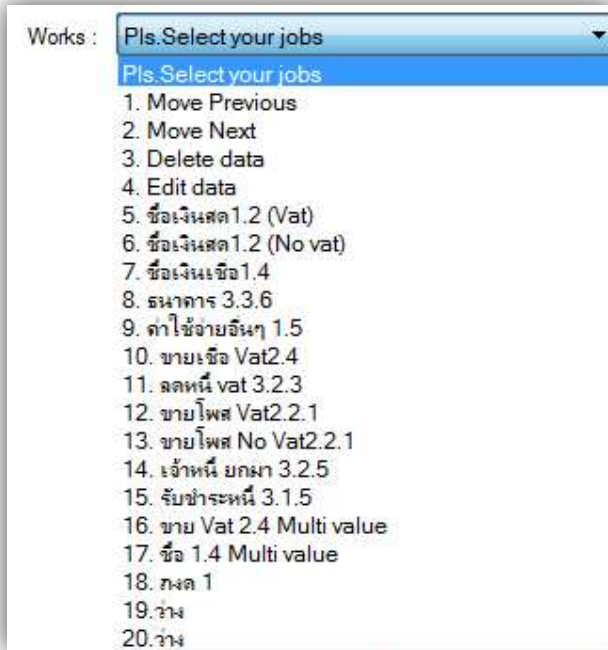 Works : Pls.Select your jobs
Pls.Select your jobs
1. Move Previous
2. Move Next
3. Delete data
4. Edit data
5. ซื้อเงินสด1.2 (Vat)
6. ซื้อเงินสด1.2 (No vat)
7. ซื้อเงินเชื่อ1.4
8. ธนาคาร 3.3.6
9. ค่าใช้จ่ายอื่นๆ 1.5
10. ขายเชื่อ Vat2.4
11. ลดหนี้ vat 3.2.3
12. ขายโพส Vat2.2.1
13. ขายโพส No Vat2.2.1
14. เจ้าหนี้ ยกมา 3.2.5
15. รับชำระหนี้ 3.1.5
16. ขาย Vat 2.4 Multi value
17. ซื้อ 1.4 Multi value
18. ภงด 1
19.ว่าง
20.ว่าง